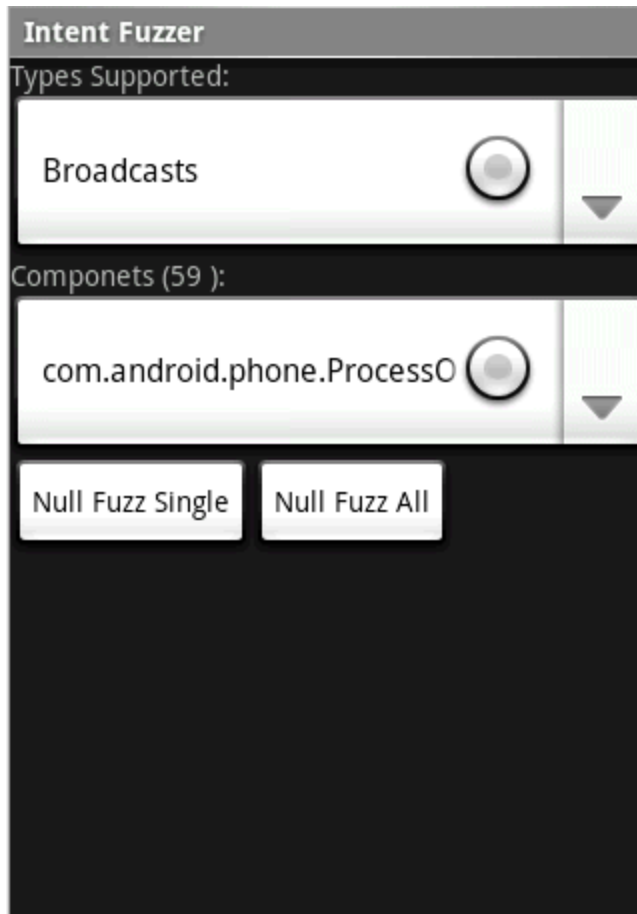 Intent Fuzzer
Types Supported:
Broadcasts
Componets (59 ):
com.android.phone.ProcessO
Null Fuzz Single
Null Fuzz All